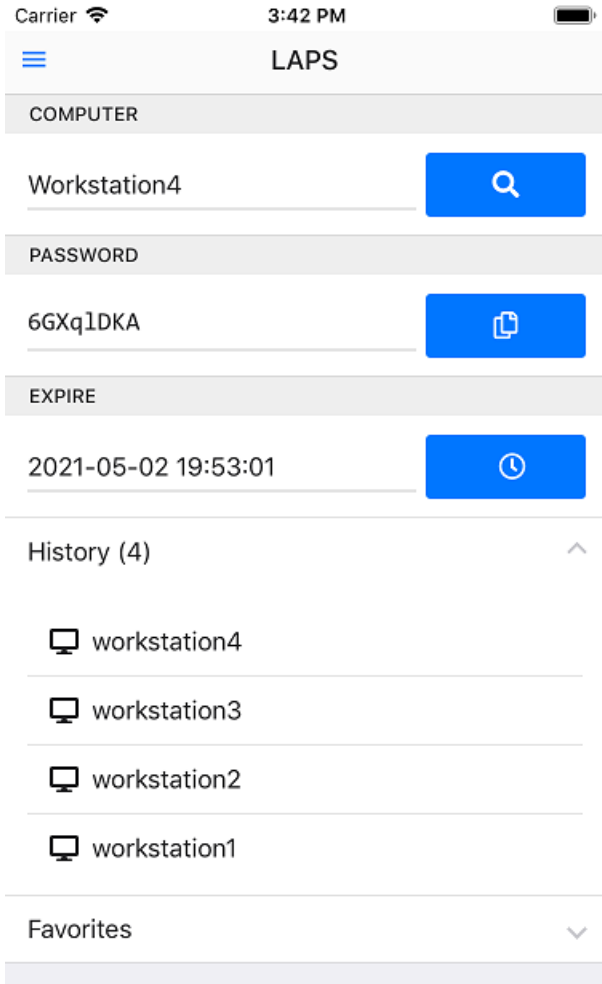 Carrier 3:42 PM
LAPS
COMPUTER
Workstation4
PASSWORD
6GXqlDKA
EXPIRE
2021-05-02 19:53:01
History (4)
workstation4
workstation3
workstation2
workstation1
Favorites